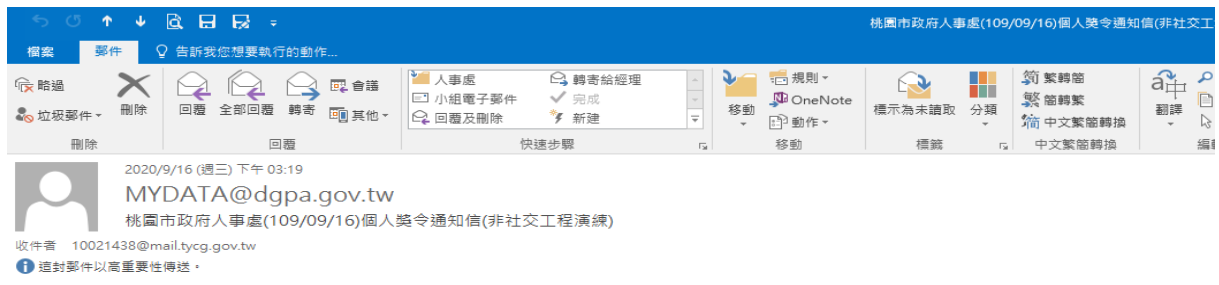 桃園市政府人事處(109/09/16)個人獎令通知信(非社交工
檔案 郵件 告訴我您想要執行的動作...
略過 刪除 回覆 全部回覆 轉寄 會議 人事處 轉寄給經理 移動 規則 標示為未讀取 分類 繁轉簡 翻譯
垃圾郵件 其他 小組電子郵件 完成 OneNote 簡轉繁
回覆及刪除 新建 動作 中文繁簡轉換
刪除 回覆 快速步驟 移動 標籤 中文繁簡轉換
2020/9/16 (週三) 下午 03:19
MYDATA@dgpa.gov.tw
桃園市政府人事處(109/09/16)個人獎令通知信(非社交工程演練)
收件者 10021438@mail.tycg.gov.tw
這封郵件以高重要性傳送。